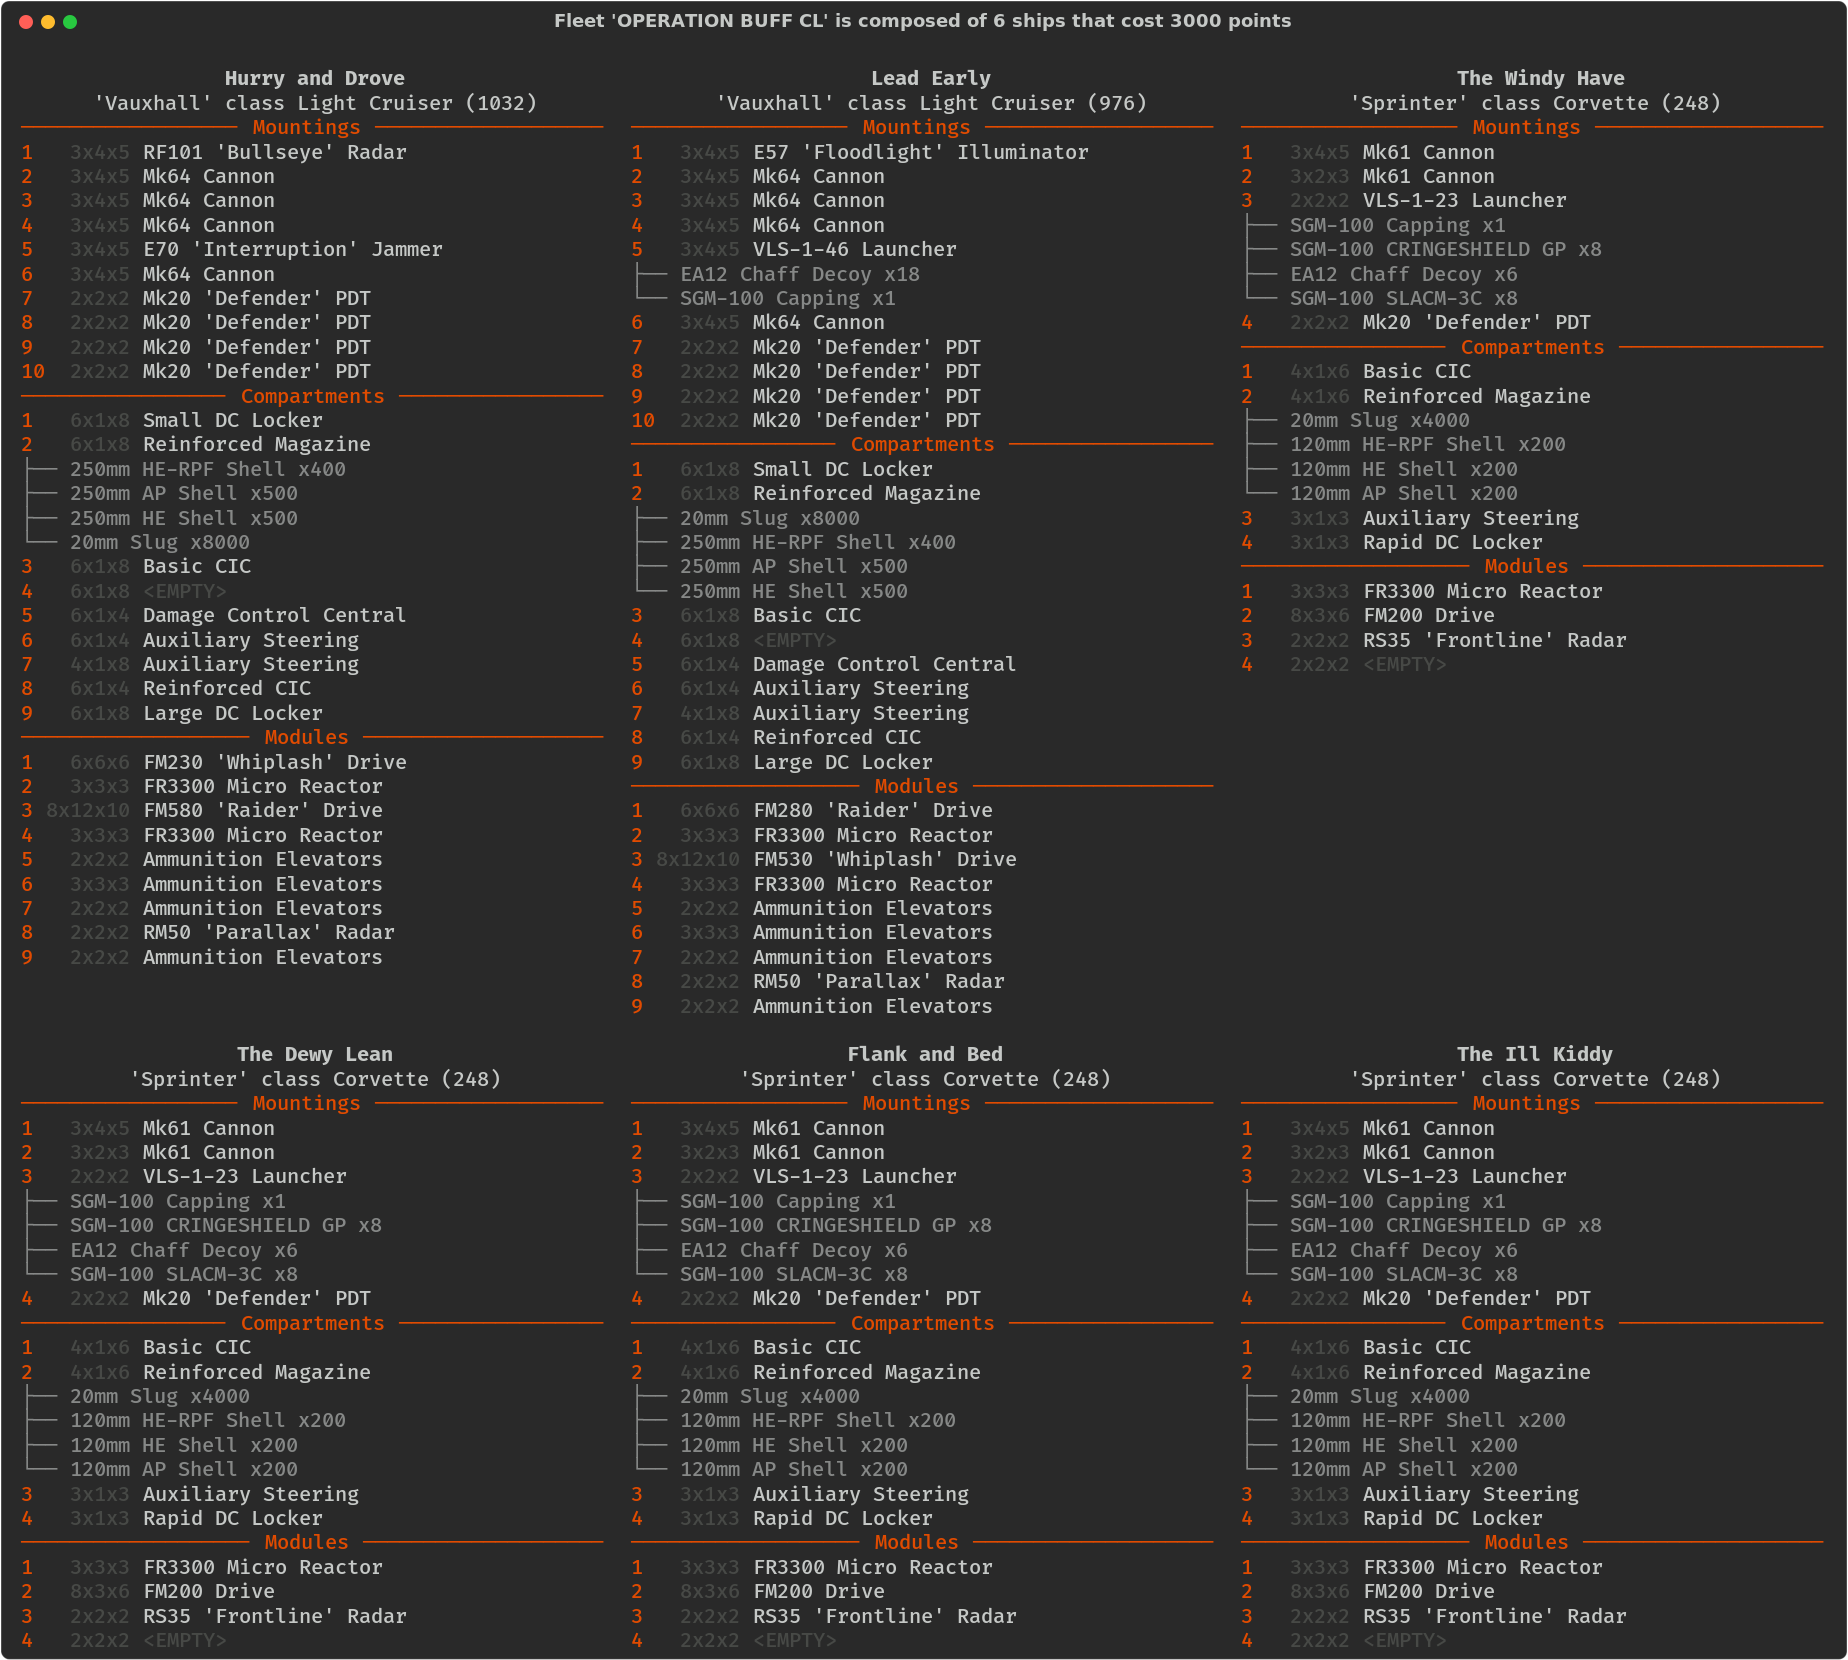 Fleet 'OPERATION BUFF CL' is composed of 6 ships that cost 3000 points
Hurry and Drove
'Vauxhall' class Light Cruiser (1032)
Mountings
1 3x4x5 RF101 'Bullseye' Radar
2 3x4x5 Mk64 Cannon
3 3x4x5 Mk64 Cannon
4 3x4x5 Mk64 Cannon
5 3x4x5 E70 'Interruption' Jammer
6 3x4x5 Mk64 Cannon
7 2x2x2 Mk20 'Defender' PDT
8 2x2x2 Mk20 'Defender' PDT
9 2x2x2 Mk20 'Defender' PDT
10 2x2x2 Mk20 'Defender' PDT
Compartments
1 6x1x8 Small DC Locker
2 6x1x8 Reinforced Magazine
250mm HE-RPF Shell x400
250mm AP Shell x500
250mm HE Shell x500
20mm Slug x8000
3 6x1x8 Basic CIC
4 6x1x8 <EMPTY>
5 6x1x4 Damage Control Central
6 6x1x4 Auxiliary Steering
7 4x1x8 Auxiliary Steering
8 6x1x4 Reinforced CIC
9 6x1x8 Large DC Locker
Modules
1 6x6x6 FM230 'Whiplash' Drive
2 3x3x3 FR3300 Micro Reactor
3 8x12x10 FM580 'Raider' Drive
4 3x3x3 FR3300 Micro Reactor
5 2x2x2 Ammunition Elevators
6 3x3x3 Ammunition Elevators
7 2x2x2 Ammunition Elevators
8 2x2x2 RM50 'Parallax' Radar
9 2x2x2 Ammunition Elevators
Lead Early
'Vauxhall' class Light Cruiser (976)
Mountings
1 3x4x5 E57 'Floodlight' Illuminator
2 3x4x5 Mk64 Cannon
3 3x4x5 Mk64 Cannon
4 3x4x5 Mk64 Cannon
5 3x4x5 VLS-1-46 Launcher
EA12 Chaff Decoy x18
SGM-100 Capping x1
6 3x4x5 Mk64 Cannon
7 2x2x2 Mk20 'Defender' PDT
8 2x2x2 Mk20 'Defender' PDT
9 2x2x2 Mk20 'Defender' PDT
10 2x2x2 Mk20 'Defender' PDT
Compartments
1 6x1x8 Small DC Locker
2 6x1x8 Reinforced Magazine
20mm Slug x8000
250mm HE-RPF Shell x400
250mm AP Shell x500
250mm HE Shell x500
3 6x1x8 Basic CIC
4 6x1x8 <EMPTY>
5 6x1x4 Damage Control Central
6 6x1x4 Auxiliary Steering
7 4x1x8 Auxiliary Steering
8 6x1x4 Reinforced CIC
9 6x1x8 Large DC Locker
Modules
1 6x6x6 FM280 'Raider' Drive
2 3x3x3 FR3300 Micro Reactor
3 8x12x10 FM530 'Whiplash' Drive
4 3x3x3 FR3300 Micro Reactor
5 2x2x2 Ammunition Elevators
6 3x3x3 Ammunition Elevators
7 2x2x2 Ammunition Elevators
8 2x2x2 RM50 'Parallax' Radar
9 2x2x2 Ammunition Elevators
The Windy Have
'Sprinter' class Corvette (248)
Mountings
1 3x4x5 Mk61 Cannon
2 3x2x3 Mk61 Cannon
3 2x2x2 VLS-1-23 Launcher
SGM-100 Capping x1
SGM-100 CRINGESHIELD GP x8
EA12 Chaff Decoy x6
SGM-100 SLACM-3C x8
4 2x2x2 Mk20 'Defender' PDT
Compartments
1 4x1x6 Basic CIC
2 4x1x6 Reinforced Magazine
20mm Slug x4000
120mm HE-RPF Shell x200
120mm HE Shell x200
120mm AP Shell x200
3 3x1x3 Auxiliary Steering
4 3x1x3 Rapid DC Locker
Modules
1 3x3x3 FR3300 Micro Reactor
2 8x3x6 FM200 Drive
3 2x2x2 RS35 'Frontline' Radar
4 2x2x2 <EMPTY>
The Dewy Lean
'Sprinter' class Corvette (248)
Mountings
1 3x4x5 Mk61 Cannon
2 3x2x3 Mk61 Cannon
3 2x2x2 VLS-1-23 Launcher
SGM-100 Capping x1
SGM-100 CRINGESHIELD GP x8
EA12 Chaff Decoy x6
SGM-100 SLACM-3C x8
4 2x2x2 Mk20 'Defender' PDT
Compartments
1 4x1x6 Basic CIC
2 4x1x6 Reinforced Magazine
20mm Slug x4000
120mm HE-RPF Shell x200
120mm HE Shell x200
120mm AP Shell x200
3 3x1x3 Auxiliary Steering
4 3x1x3 Rapid DC Locker
Modules
1 3x3x3 FR3300 Micro Reactor
2 8x3x6 FM200 Drive
3 2x2x2 RS35 'Frontline' Radar
4 2x2x2 <EMPTY>
Flank and Bed
'Sprinter' class Corvette (248)
Mountings
1 3x4x5 Mk61 Cannon
2 3x2x3 Mk61 Cannon
3 2x2x2 VLS-1-23 Launcher
SGM-100 Capping x1
SGM-100 CRINGESHIELD GP x8
EA12 Chaff Decoy x6
SGM-100 SLACM-3C x8
4 2x2x2 Mk20 'Defender' PDT
Compartments
1 4x1x6 Basic CIC
2 4x1x6 Reinforced Magazine
20mm Slug x4000
120mm HE-RPF Shell x200
120mm HE Shell x200
120mm AP Shell x200
3 3x1x3 Auxiliary Steering
4 3x1x3 Rapid DC Locker
Modules
1 3x3x3 FR3300 Micro Reactor
2 8x3x6 FM200 Drive
3 2x2x2 RS35 'Frontline' Radar
4 2x2x2 <EMPTY>
The Ill Kiddy
'Sprinter' class Corvette (248)
Mountings
1 3x4x5 Mk61 Cannon
2 3x2x3 Mk61 Cannon
3 2x2x2 VLS-1-23 Launcher
SGM-100 Capping x1
SGM-100 CRINGESHIELD GP x8
EA12 Chaff Decoy x6
SGM-100 SLACM-3C x8
4 2x2x2 Mk20 'Defender' PDT
Compartments
1 4x1x6 Basic CIC
2 4x1x6 Reinforced Magazine
20mm Slug x4000
120mm HE-RPF Shell x200
120mm HE Shell x200
120mm AP Shell x200
3 3x1x3 Auxiliary Steering
4 3x1x3 Rapid DC Locker
Modules
1 3x3x3 FR3300 Micro Reactor
2 8x3x6 FM200 Drive
3 2x2x2 RS35 'Frontline' Radar
4 2x2x2 <EMPTY>